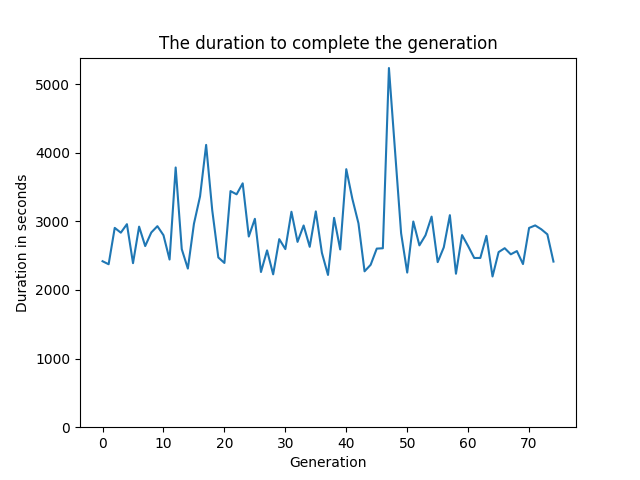 The duration to complete the generation
Duration in seconds
5000
4000
3000
2000
1000
0
0 10 20 30 40 50 60 70
Generation